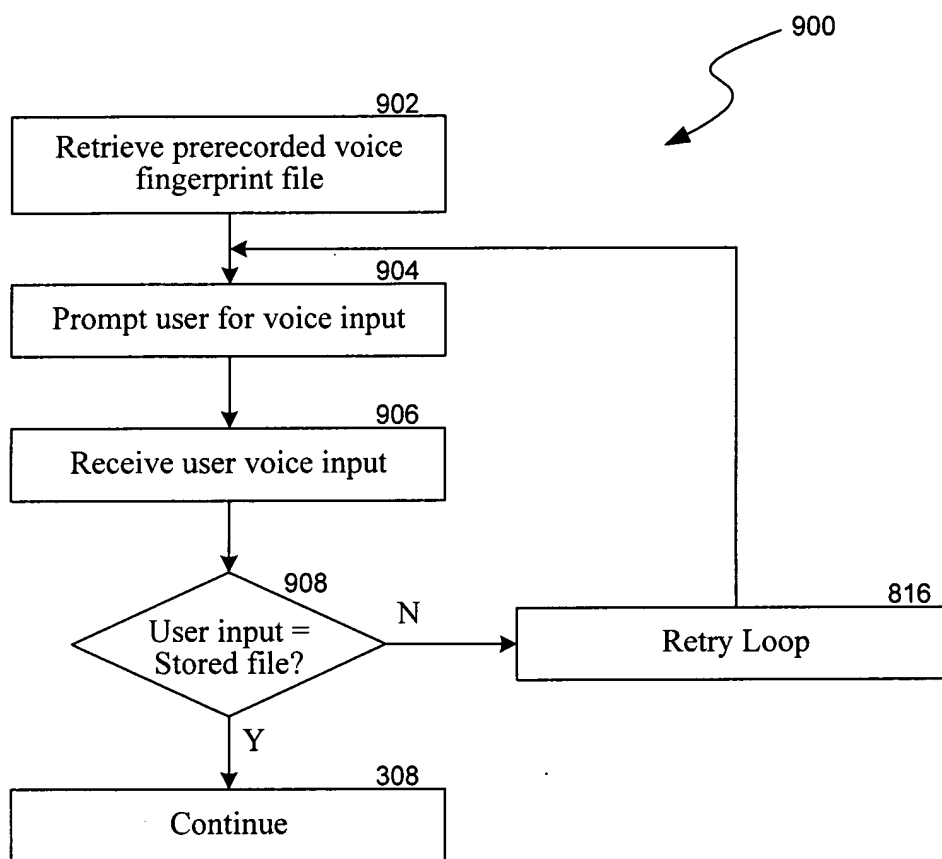 900
902
Retrieve prerecorded voice
fingerprint file
904
Prompt user for voice input
906
Receive user voice input
908
User input =
Stored file?
N
816
Retry Loop
Y
308
Continue